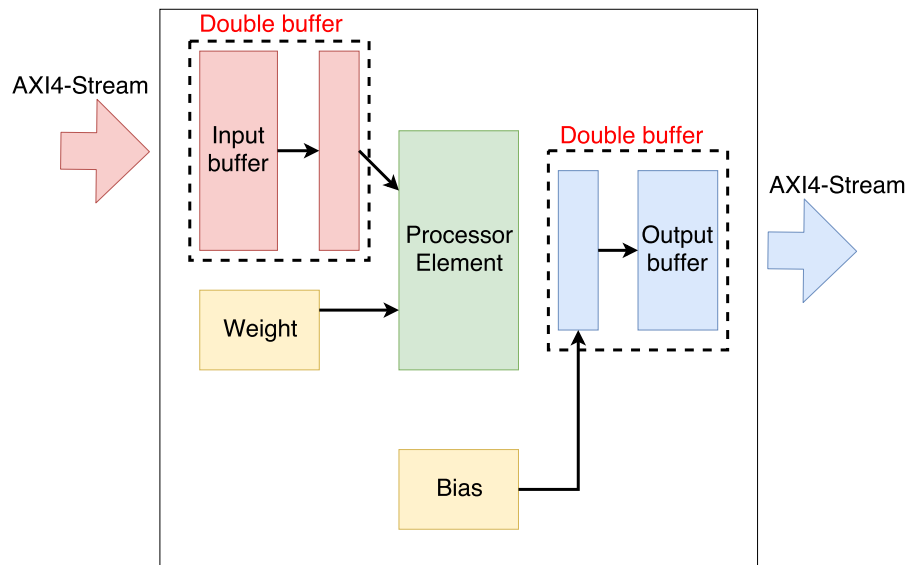 Double buffer
AXI4-Stream
Input
buffer
Double buffer
AXI4-Stream
Processor
Element
Output
buffer
Weight
Bias